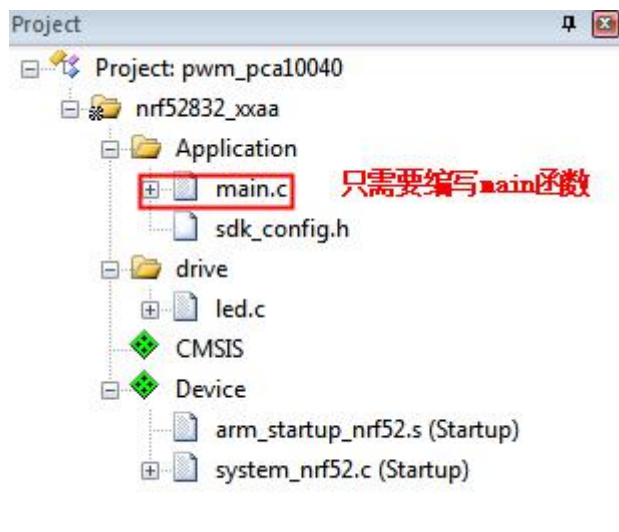 Project
Project: pwm_pca10040
nrf52832_xxaa
Application
main.c 只需要编写main函数
sdk_config.h
drive
led.c
CMSIS
Device
arm_startup_nrf52.s (Startup)
system_nrf52.c (Startup)